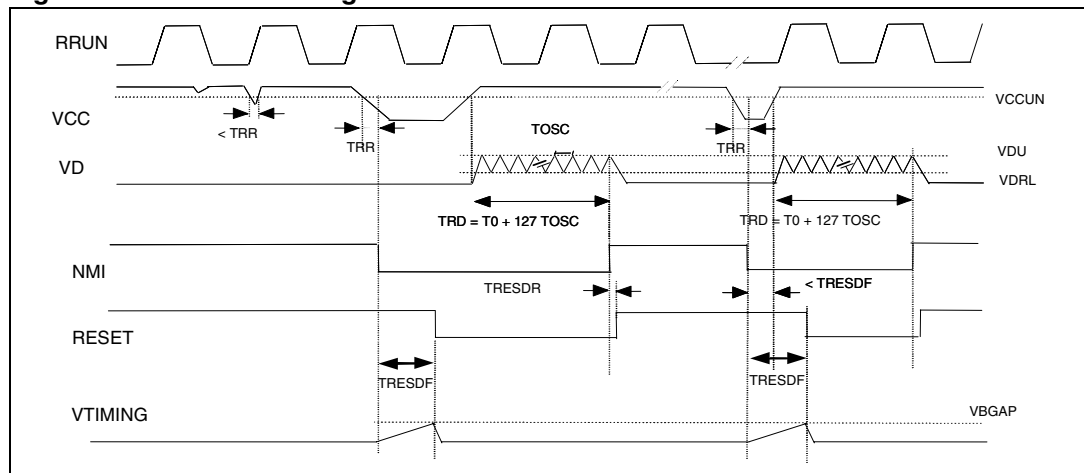 RRUN
VCCUN
VCC
< TRR
TRR
TRR
TOSC
VDU
VD
VDRL
TRD = T0 + 127 TOSC
TRD = T0 + 127 TOSC
NMI
TRESDR
< TRESDF
RESET
TRESDF
TRESDF
VTIMING
VBGAP